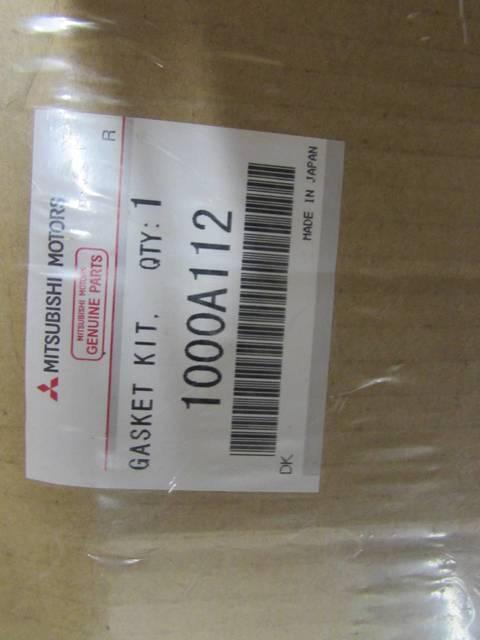 MITSUBISHI MOTORS
MITSUBISHI MOTORS
GENUINE PARTS
R
GASKET KIT, QTY: 1
1000A112
DK
MADE IN JAPAN